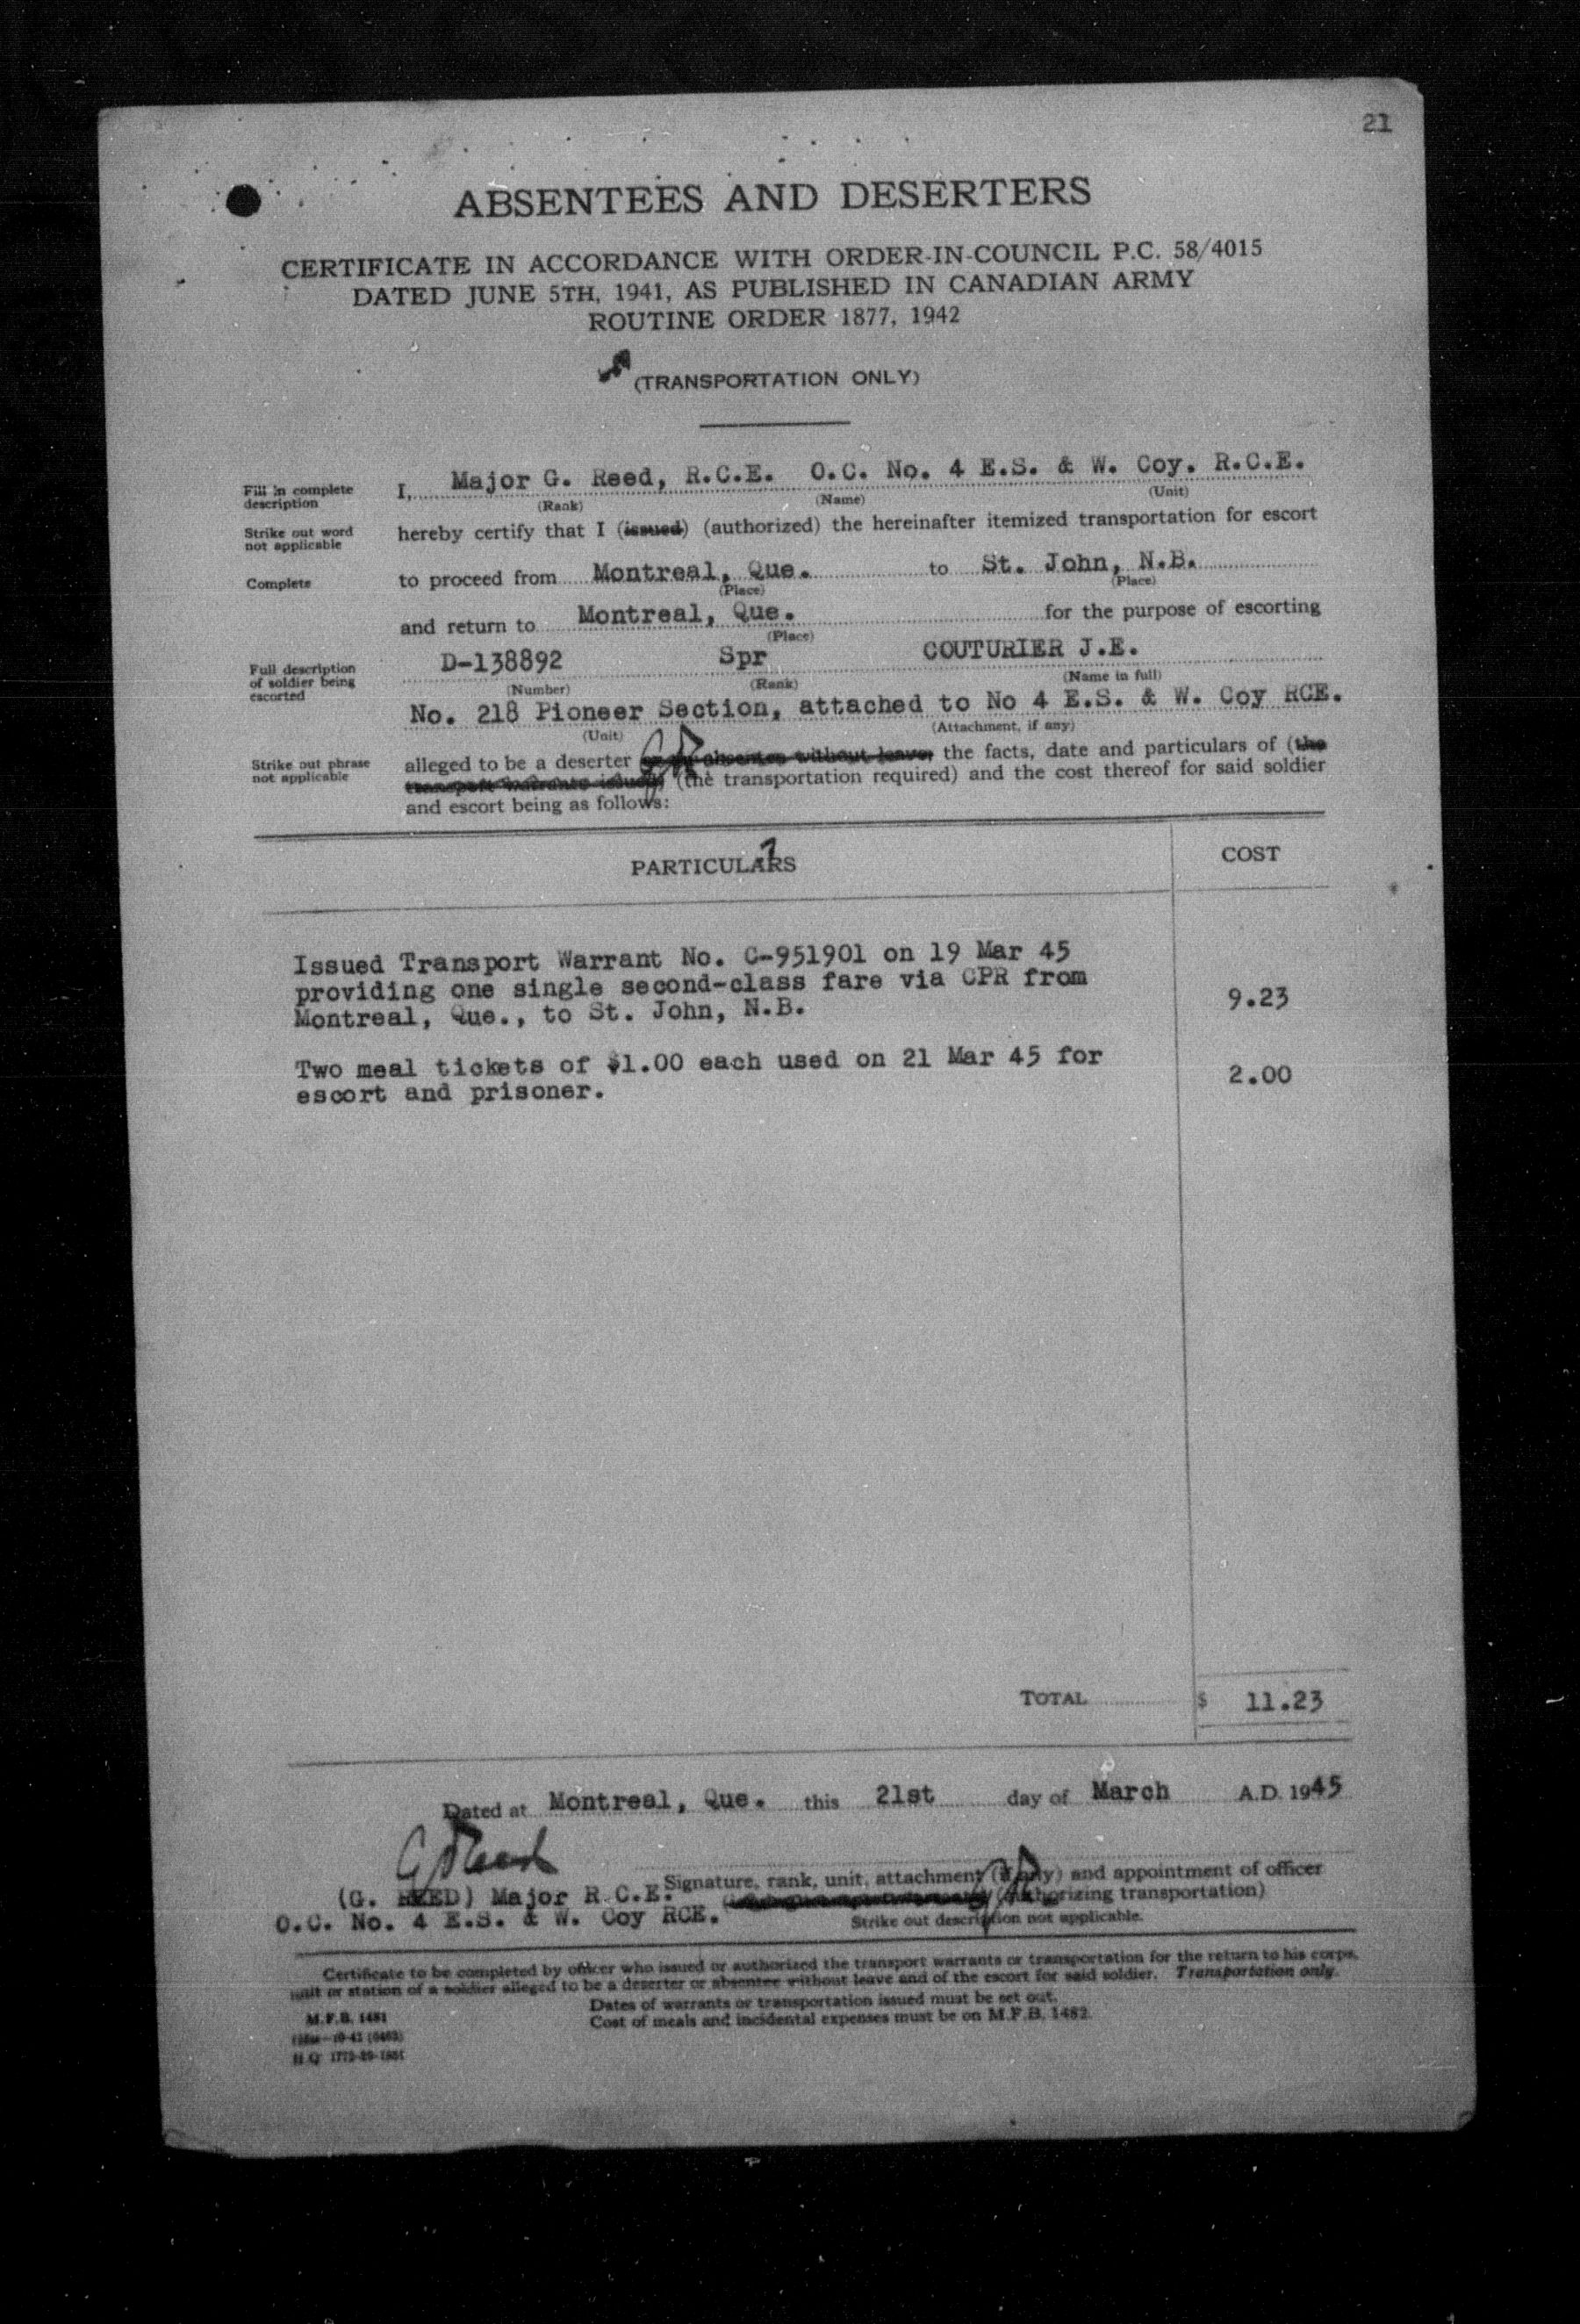 21
ABSENTEES AND DESERTERS
CERTIFICATE IN ACCORDANCE WITH ORDER-IN-COUNCIL P.C. 58/4015
DATED JUNE 5TH, 1941, AS PUBLISHED IN CANADIAN ARMY
ROUTINE ORDER 1877, 1942
(TRANSPORTATION ONLY)
Fill in complete description
I, Major G. Reed, R.C.E. O.C. No. 4 E.S. & W. Coy. R.C.E.
(Rank) (Name) (Unit)
Strike out word not applicable
hereby certify that I (issued) (authorized) the hereinafter itemized transportation for escort
Complete
to proceed from Montreal, Que. to St. John, N.B.
(Place) (Place)
and return to Montreal, Que. for the purpose of escorting
(Place)
Full description of soldier being escorted
D-138892 Spr COUTURIER J.E.
(Number) (Rank) (Name in full)
No. 218 Pioneer Section, attached to No 4 E.S. & W. Coy RCE.
(Unit) (Attachment, if any)
Strike out phrase not applicable
alleged to be a deserter absentee without leave, the facts, date and particulars of (the
transport warrants issued) (the transportation required) and the cost thereof for said soldier
and escort being as follows:
PARTICULARS COST
Issued Transport Warrant No. C-951901 on 19 Mar 45
providing one single second-class fare via CPR from
Montreal, Que., to St. John, N.B. 9.23
Two meal tickets of $1.00 each used on 21 Mar 45 for
escort and prisoner. 2.00
TOTAL $ 11.23
Dated at Montreal, Que. this 21st day of March A.D. 1945
G Reed
Signature, rank, unit, attachment (if any) and appointment of officer
(G. REED) Major R.C.E. (authorizing transportation)
O.C. No. 4 E.S. & W. Coy RCE. Strike out description not applicable.
Certificate to be completed by officer who issued or authorized the transport warrants or transportation for the return to his corps,
unit or station of a soldier alleged to be a deserter or absentee without leave and of the escort for said soldier. Transportation only.
Dates of warrants or transportation issued must be set out.
Cost of meals and incidental expenses must be on M.F.B. 1482.
M.F.B. 1481
H.Q.